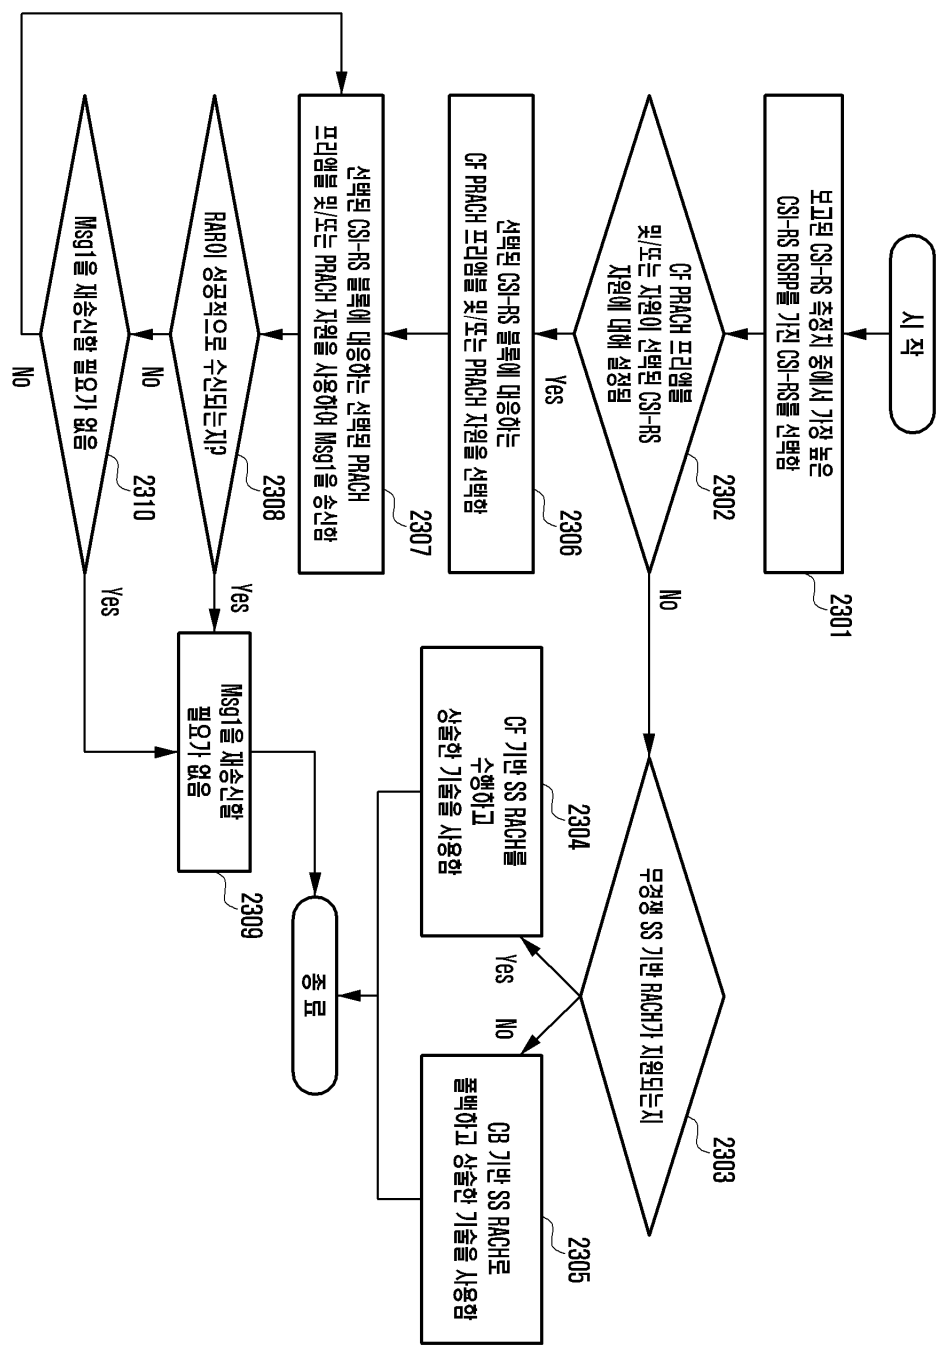 시 작
보고된 CSI-RS 측정치 중에서 가장 높은
CSI-RS RSRP를 가진 CSI-RS를 선택함
2301
CF PRACH 프리앰블
및/또는 자원이 선택된 CSI-RS
자원에 대해 설정됨
2302
No
Yes
무경쟁 SS 기반 RACH가 지원되는지
2303
Yes
No
CF 기반 SS RACH를
수행하고
상술한 기술을 사용함
2304
CB 기반 SS RACH로
폴백하고 상술한 기술을 사용함
2305
선택된 CSI-RS 블록에 대응하는
CF PRACH 프리앰블 및/또는 PRACH 자원을 선택함
2306
선택된 CSI-RS 블록에 대응하는 선택된 PRACH
프리앰블 및/또는 PRACH 자원을 사용하여 Msg1을 송신함
2307
RAR이 성공적으로 수신되는지?
2308
Yes
No
Msg1을 재송신할
필요가 없음
2309
Msg1을 재송신할 필요가 없음
2310
Yes
No
종 료